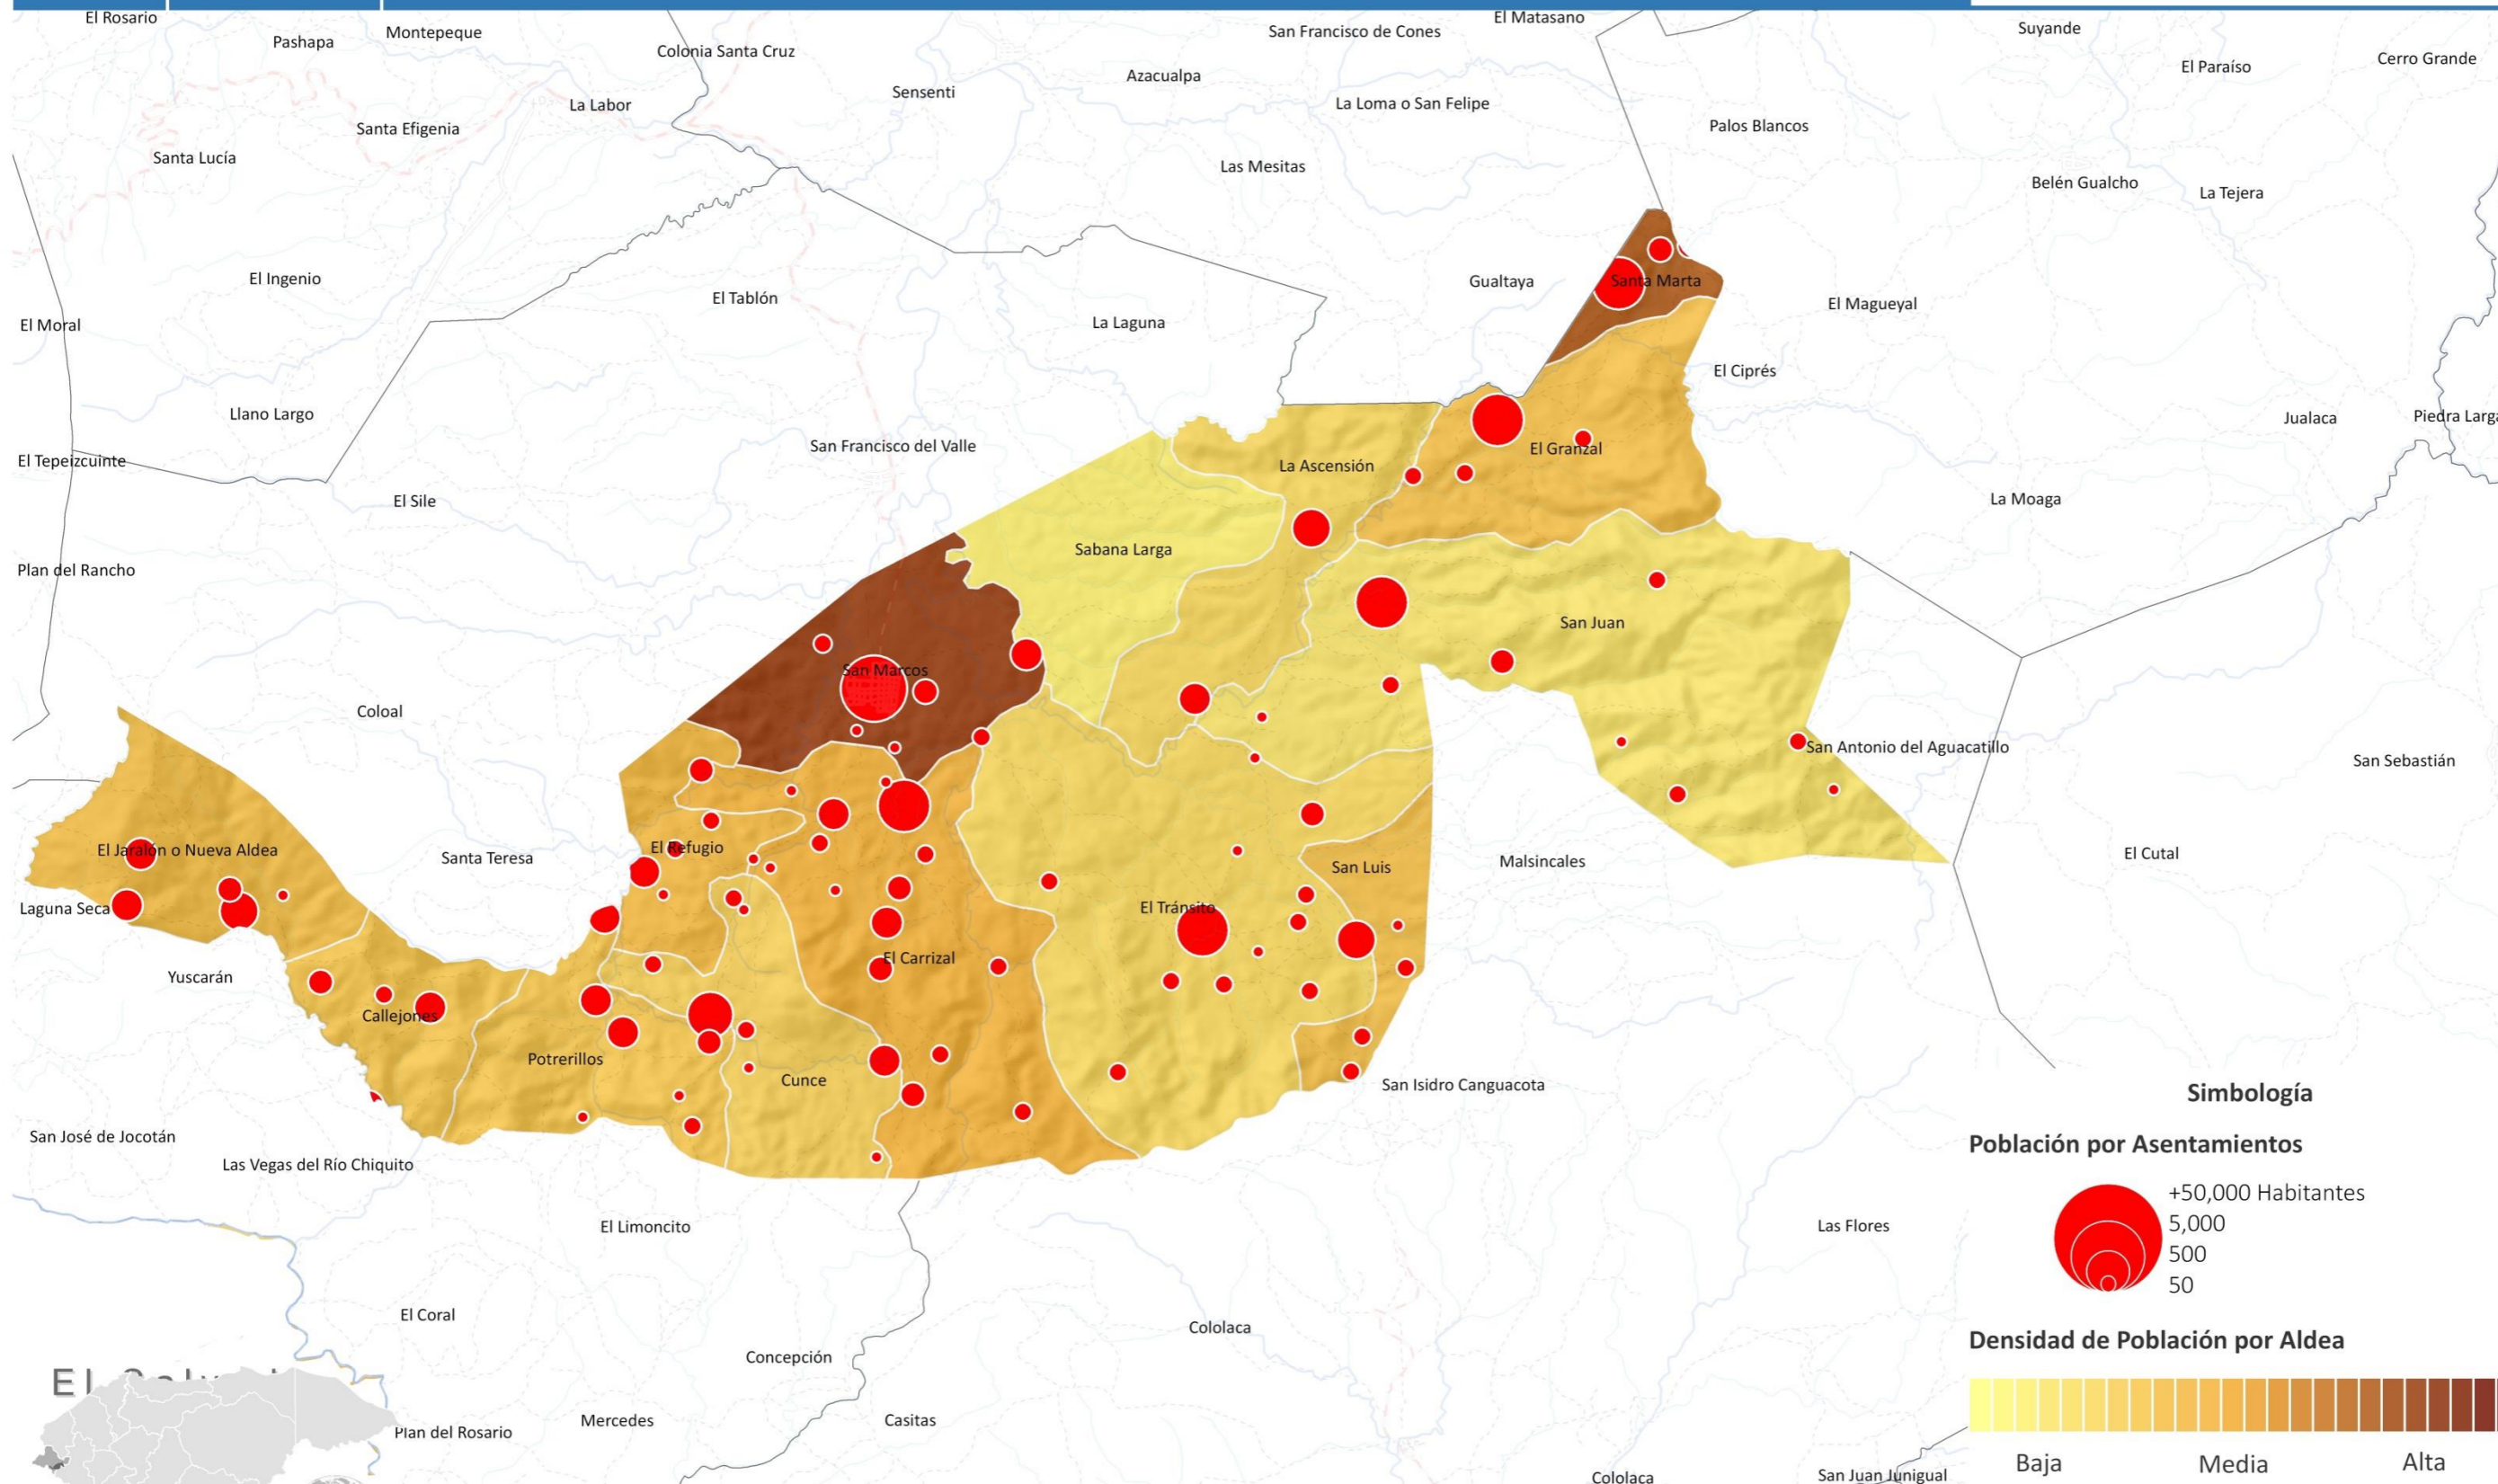 El Rosario
Pashapa
Montepeque
Colonia Santa Cruz
San Francisco de Cones
El Matasano
Suyande
Cerro Grande
El Paraíso
Azacualpa
Sensenti
La Loma o San Felipe
La Labor
Santa Efigenia
Palos Blancos
Santa Lucía
Las Mesitas
Belén Gualcho
La Tejera
El Ingenio
El Tablón
Gualtaya
Santa Marta
El Magueyal
El Moral
La Laguna
El Ciprés
Llano Largo
Jualaca
Piedra Larga
San Francisco del Valle
El Granzal
El Tepeizcuinte
La Ascensión
El Sile
La Moaga
Sabana Larga
Plan del Rancho
San Juan
San Marcos
Coloal
San Antonio del Aguacatillo
San Sebastián
El Jaralón o Nueva Aldea
Santa Teresa
El Refugio
San Luis
Malsincales
El Cutal
Laguna Seca
El Tránsito
El Carrizal
Yuscarán
Callejones
Potrerillos
Cunce
San Isidro Canguacota
San José de Jocotán
Las Vegas del Río Chiquito
El Limoncito
Las Flores
El Coral
Cololaca
Concepción
Mercedes
Casitas
Plan del Rosario
Cololaca
San Juan Junigual
Simbología
Población por Asentamientos
+50,000 Habitantes
5,000
500
50
Densidad de Población por Aldea
Baja
Media
Alta